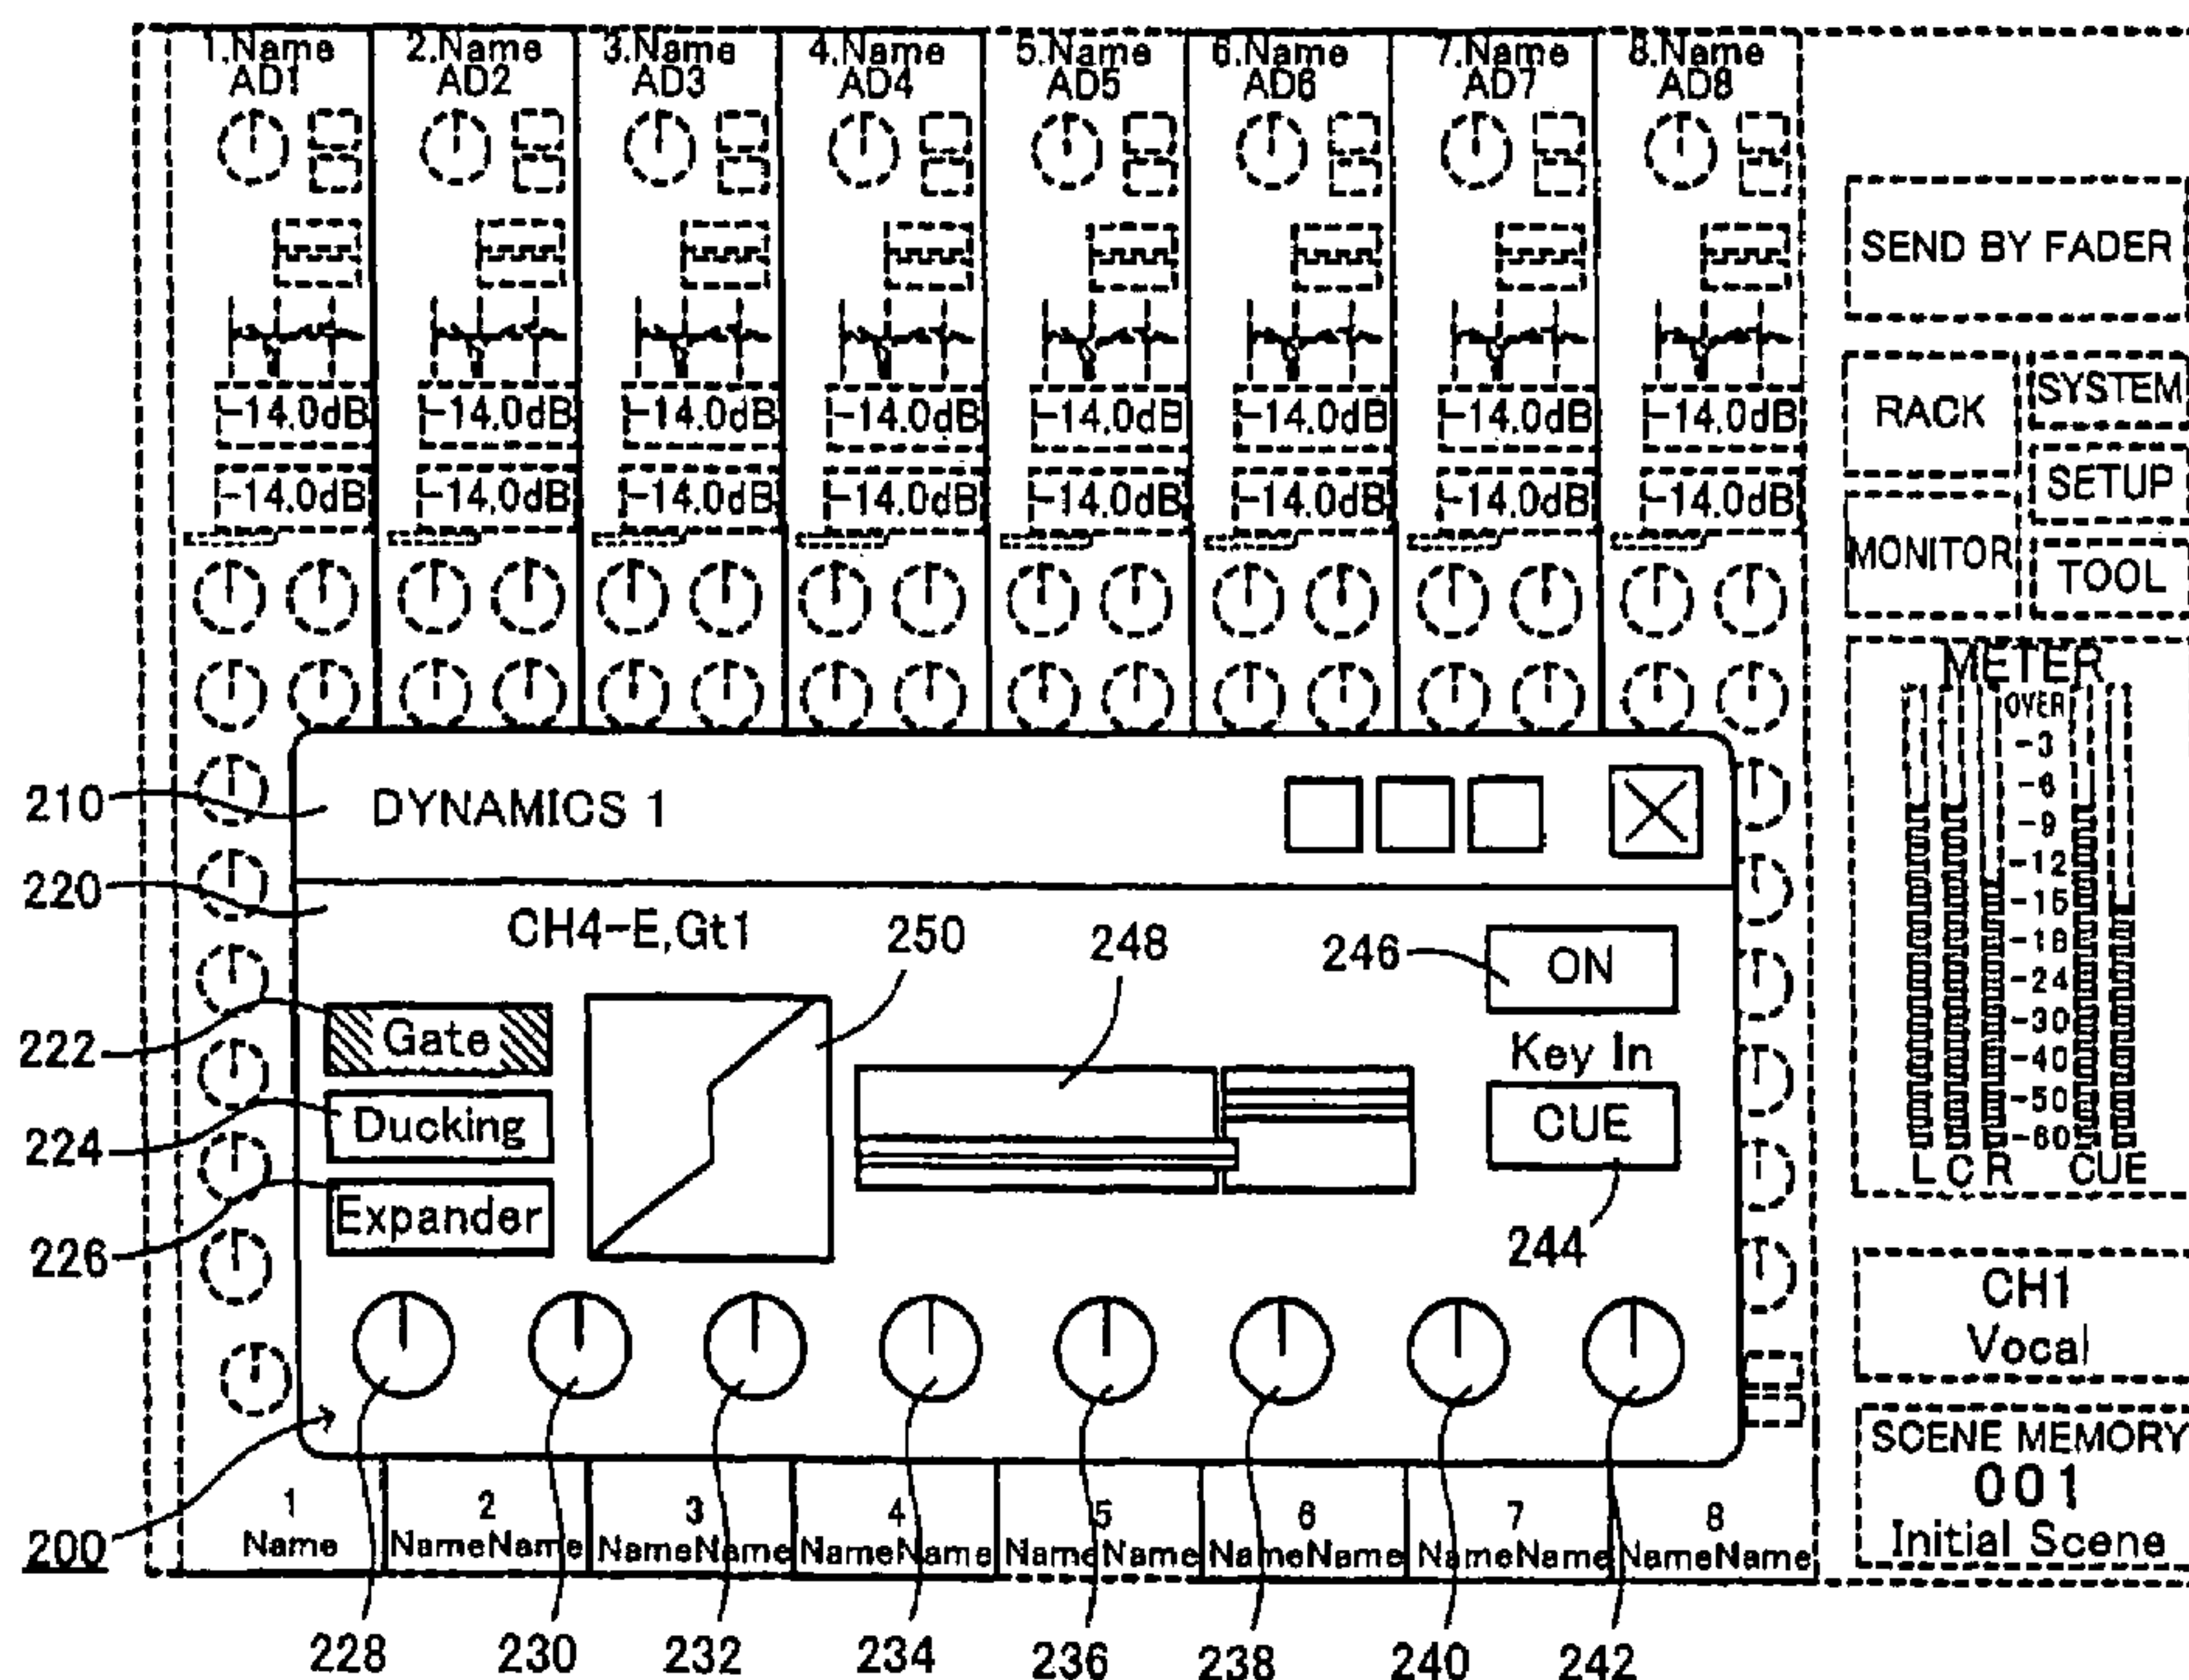 1.Name 2.Name 3.Name 4.Name 5.Name 6.Name 7.Name 8.Name
AD1 AD2 AD3 AD4 AD5 AD6 AD7 AD8
SEND BY FADER
-14.0dB -14.0dB -14.0dB -14.0dB -14.0dB -14.0dB -14.0dB -14.0dB
-14.0dB -14.0dB -14.0dB -14.0dB -14.0dB -14.0dB -14.0dB -14.0dB
RACK
SYSTEM
SETUP
MONITOR
TOOL
METER
OVER
-3
-6
-9
-12
-15
-18
-24
-30
-40
-50
-60
L C R CUE
210
DYNAMICS 1
220
CH4-E,Gt1
250
248
246
ON
222
Gate
Key In
224
Ducking
CUE
226
Expander
244
CH1
Vocal
SCENE MEMORY
001
Initial Scene
200
1 2 3 4 5 6 7 8
Name NameName NameName NameName NameName NameName NameName NameName
228 230 232 234 236 238 240 242